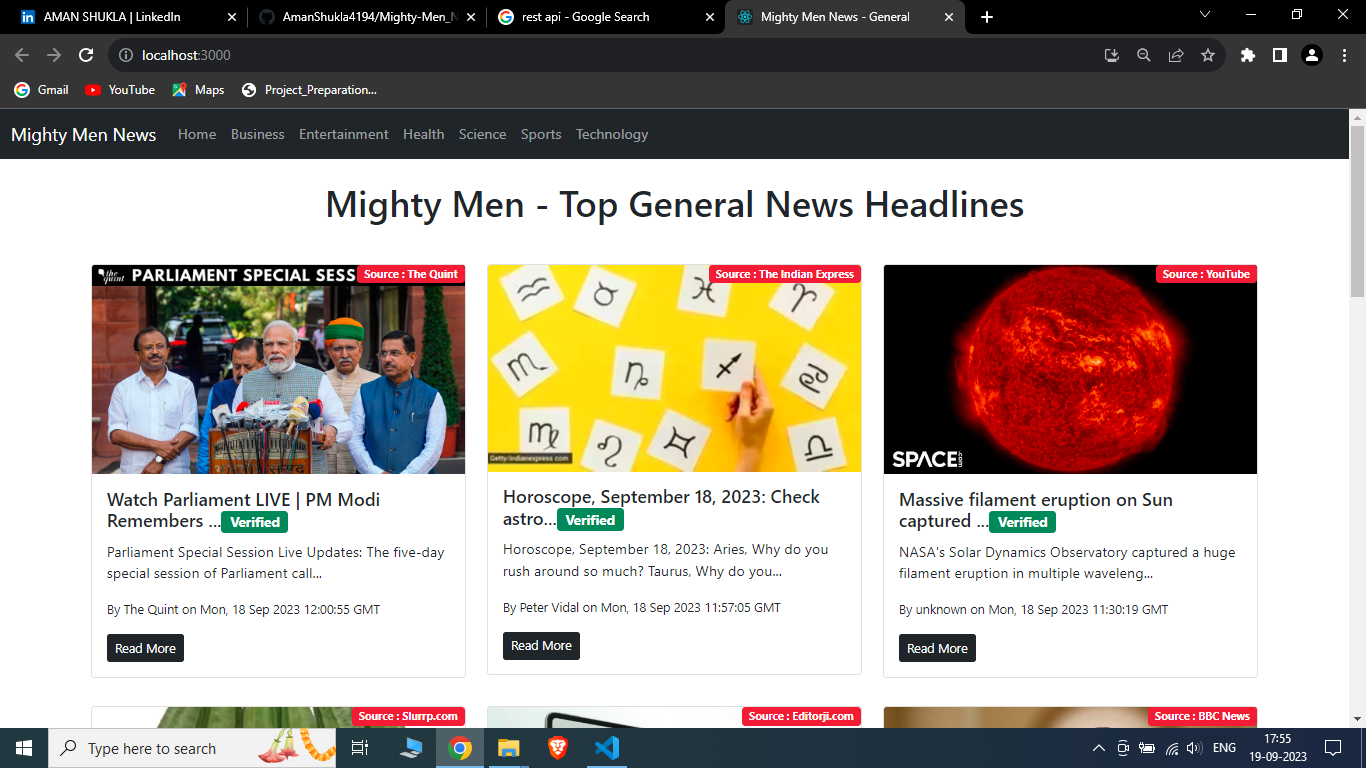 AMAN SHUKLA | LinkedIn
AmanShukla4194/Mighty-Men_N
rest api - Google Search
Mighty Men News - General
localhost:3000
Gmail
YouTube
Maps
Project_Preparation...
Mighty Men News
Home
Business
Entertainment
Health
Science
Sports
Technology
Mighty Men - Top General News Headlines
the quint
PARLIAMENT SPECIAL SESS
Source : The Quint
Watch Parliament LIVE | PM Modi
Remembers ...Verified
Parliament Special Session Live Updates: The five-day
special session of Parliament call...
By The Quint on Mon, 18 Sep 2023 12:00:55 GMT
Read More
Source : The Indian Express
Getty/indianexpress.com
Horoscope, September 18, 2023: Check
astro...Verified
Horoscope, September 18, 2023: Aries, Why do you
rush around so much? Taurus, Why do you...
By Peter Vidal on Mon, 18 Sep 2023 11:57:05 GMT
Read More
Source : YouTube
SPACE.com
Massive filament eruption on Sun
captured ...Verified
NASA's Solar Dynamics Observatory captured a huge
filament eruption in multiple waveleng...
By unknown on Mon, 18 Sep 2023 11:30:19 GMT
Read More
Source : Slurrp.com
Source : Editorji.com
Source : BBC News
Type here to search
ENG
17:55
19-09-2023